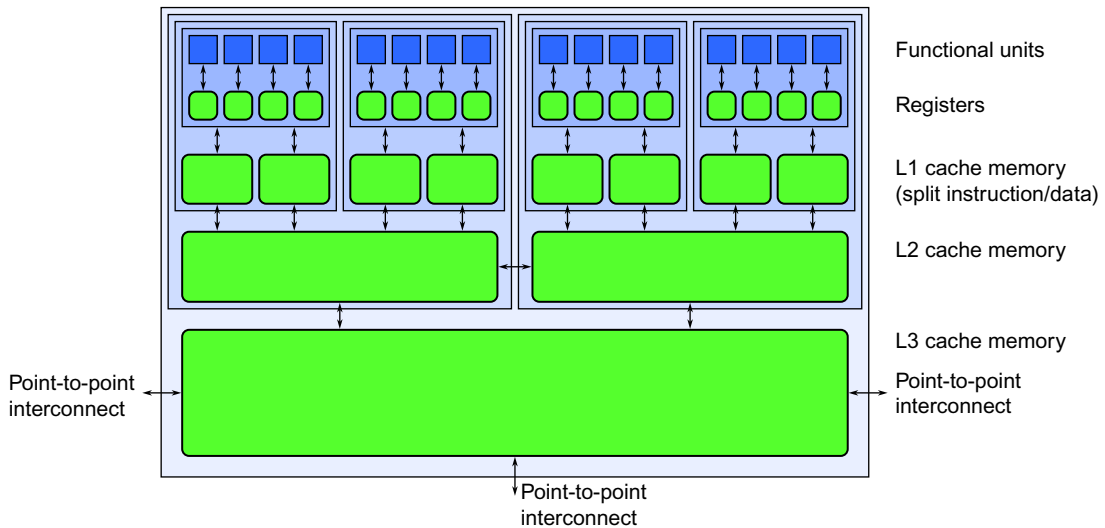 Functional units
Registers
L1 cache memory
(split instruction/data)
L2 cache memory
L3 cache memory
Point-to-point
interconnect
Point-to-point
interconnect
Point-to-point
interconnect